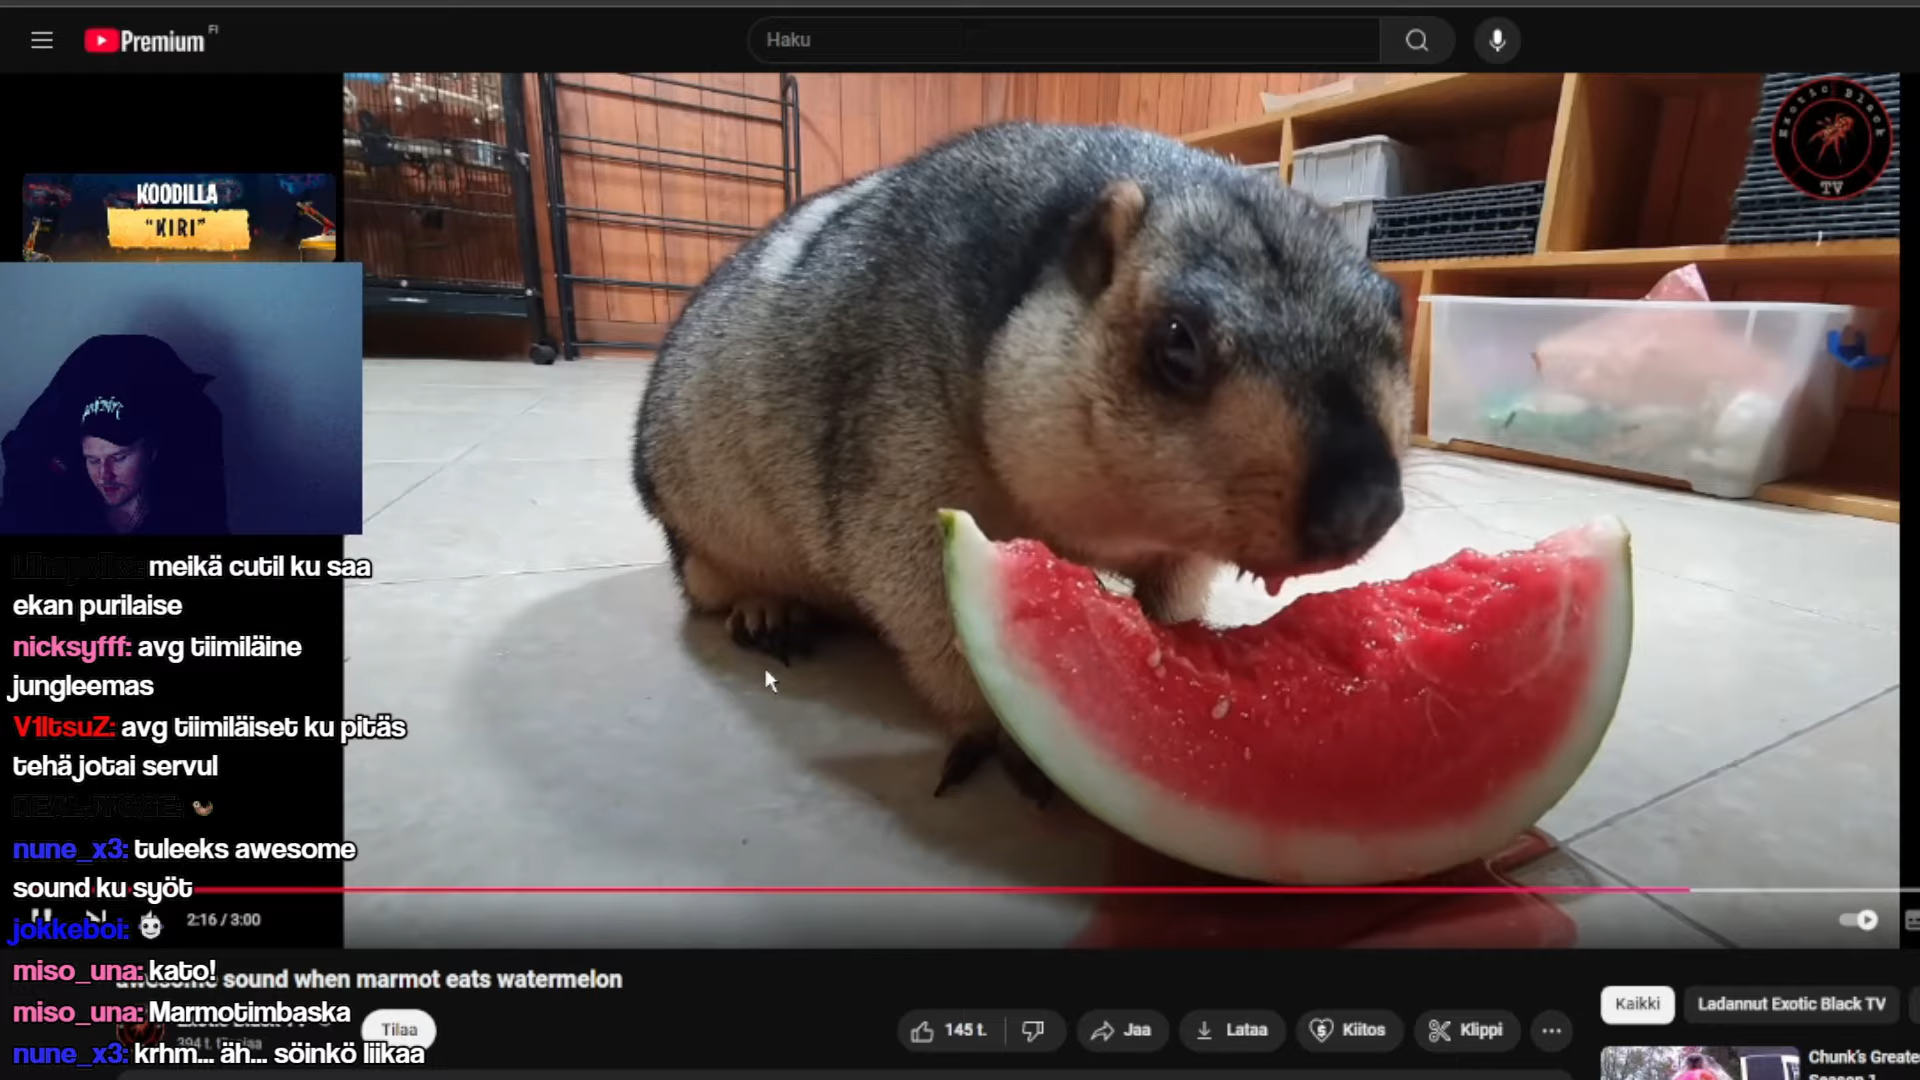 Premium FI
Haku
Exotic Black
TV
KOODILLA
"KIRI"
meikä cutil ku saa
ekan purilaise
nicksyfff: avg tiimiläine
jungleemas
V1ltsuZ: avg tiimiläiset ku pitäs
tehä jotai servul
nune_x3: tuleeks awesome
sound ku syöt
jokkeboi:
2:16 / 3:00
miso_una: kato!
awesome sound when marmot eats watermelon
miso_una: Marmotimbaska
Tilaa
145 t.
Jaa
Lataa
Kiitos
Klippi
Kaikki
Ladannut Exotic Black TV
nune_x3: krhm... äh... söinkö liikaa
Chunk's Greate